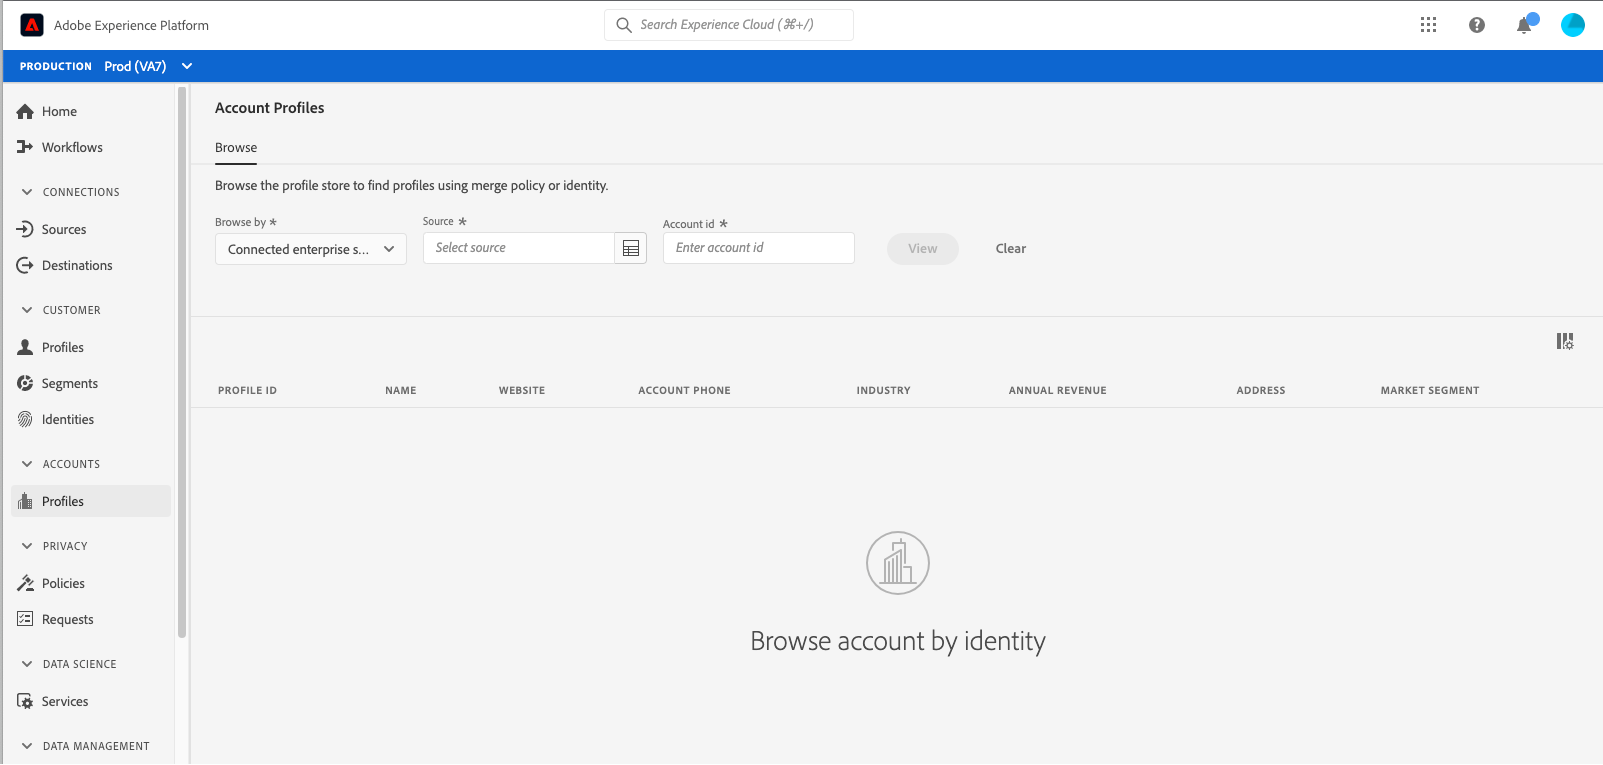 Adobe Experience Platform
Search Experience Cloud (⌘+/)
PRODUCTION Prod (VA7)
Home
Workflows
CONNECTIONS
Sources
Destinations
CUSTOMER
Profiles
Segments
Identities
ACCOUNTS
Profiles
PRIVACY
Policies
Requests
DATA SCIENCE
Services
DATA MANAGEMENT
Account Profiles
Browse
Browse the profile store to find profiles using merge policy or identity.
Browse by * Source * Account id *
Connected enterprise s... Select source Enter account id View Clear
PROFILE ID NAME WEBSITE ACCOUNT PHONE INDUSTRY ANNUAL REVENUE ADDRESS MARKET SEGMENT
Browse account by identity